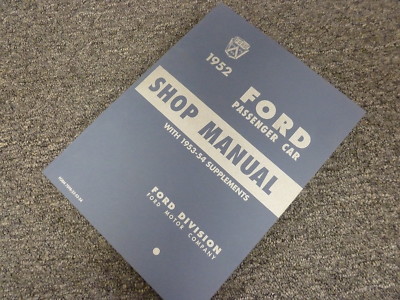 1952
FORD
PASSENGER CAR
SHOP MANUAL
WITH 1953-54 SUPPLEMENTS
FORD DIVISION
FORD MOTOR COMPANY